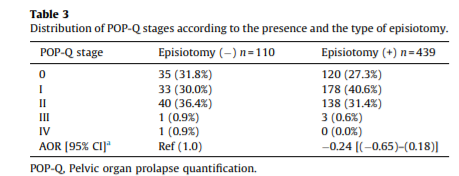 Table 3
Distribution of POP-Q stages according to the presence and the type of episiotomy.
POP-Q stage Episiotomy (−) n=110 Episiotomy (+) n=439
0 35 (31.8%) 120 (27.3%)
I 33 (30.0%) 178 (40.6%)
II 40 (36.4%) 138 (31.4%)
III 1 (0.9%) 3 (0.6%)
IV 1 (0.9%) 0 (0.0%)
AOR [95% CI]a Ref (1.0) −0.24 [(−0.65)–(0.18)]
POP-Q, Pelvic organ prolapse quantification.